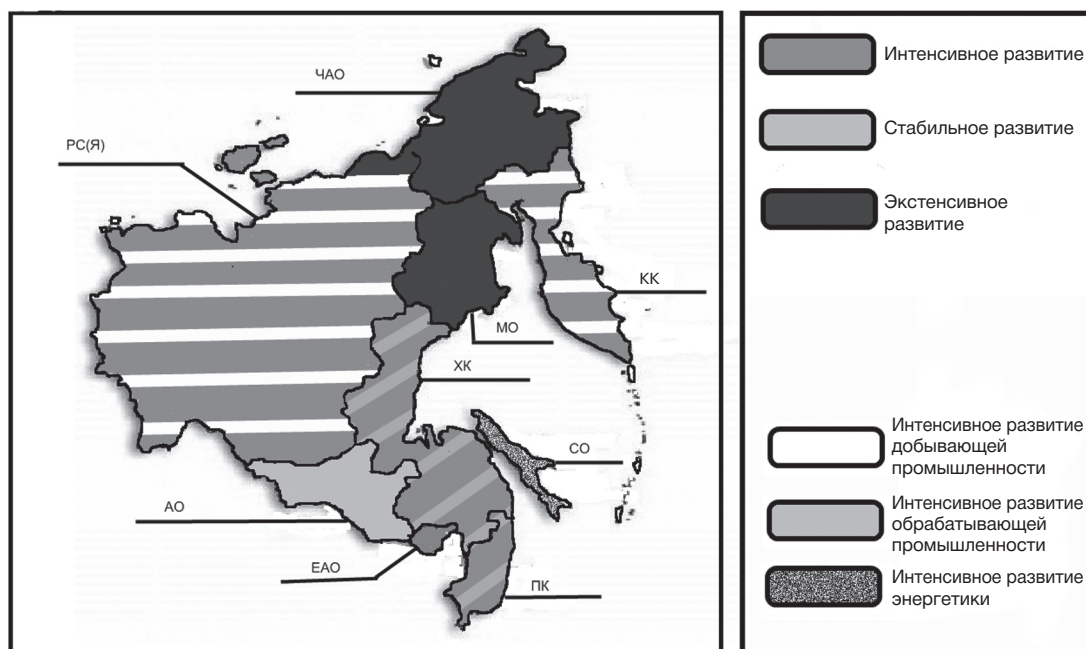 ЧАО
РС(Я)
КК
МО
ХК
СО
АО
ЕАО
ПК
Интенсивное развитие
Стабильное развитие
Экстенсивное
развитие
Интенсивное развитие
добывающей
промышленности
Интенсивное развитие
обрабатывающей
промышленности
Интенсивное развитие
энергетики